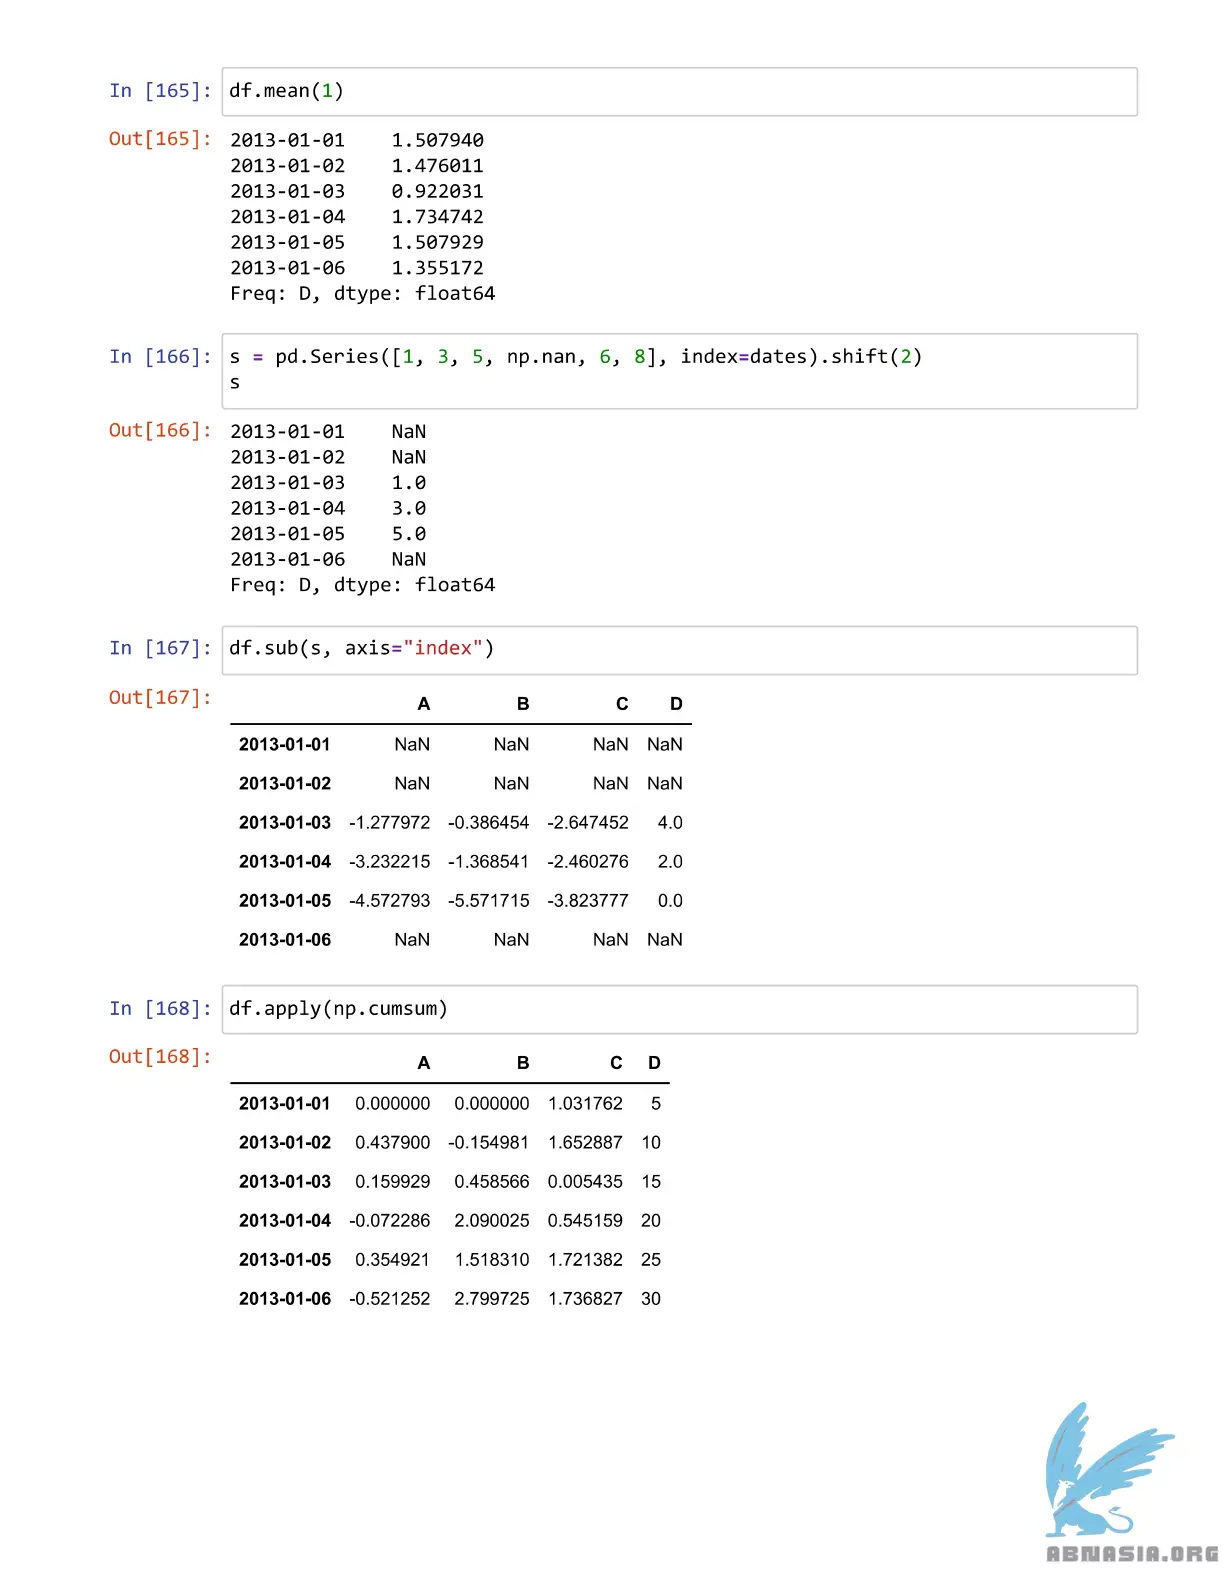 In [165]: df.mean(1)
Out[165]: 2013-01-01    1.507940
2013-01-02    1.476011
2013-01-03    0.922031
2013-01-04    1.734742
2013-01-05    1.507929
2013-01-06    1.355172
Freq: D, dtype: float64
In [166]: s = pd.Series([1, 3, 5, np.nan, 6, 8], index=dates).shift(2)
s
Out[166]: 2013-01-01    NaN
2013-01-02    NaN
2013-01-03    1.0
2013-01-04    3.0
2013-01-05    5.0
2013-01-06    NaN
Freq: D, dtype: float64
In [167]: df.sub(s, axis="index")
Out[167]: A B C D
2013-01-01 NaN NaN NaN NaN
2013-01-02 NaN NaN NaN NaN
2013-01-03 -1.277972 -0.386454 -2.647452 4.0
2013-01-04 -3.232215 -1.368541 -2.460276 2.0
2013-01-05 -4.572793 -5.571715 -3.823777 0.0
2013-01-06 NaN NaN NaN NaN
In [168]: df.apply(np.cumsum)
Out[168]: A B C D
2013-01-01 0.000000 0.000000 1.031762 5
2013-01-02 0.437900 -0.154981 1.652887 10
2013-01-03 0.159929 0.458566 0.005435 15
2013-01-04 -0.072286 2.090025 0.545159 20
2013-01-05 0.354921 1.518310 1.721382 25
2013-01-06 -0.521252 2.799725 1.736827 30
ABNASIA.ORG